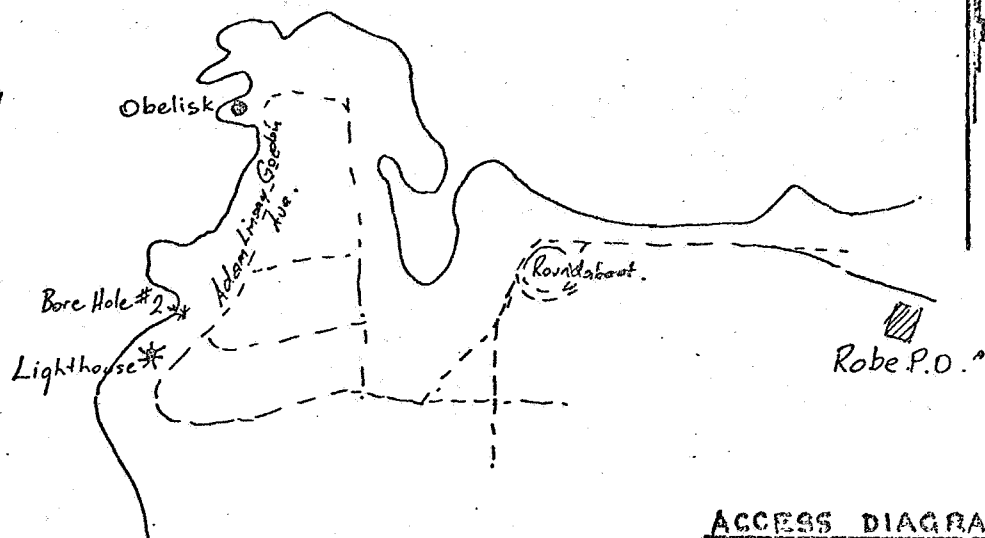 Obelisk
Adam Lindsay Gordon
Ave.
Bore Hole #2
Lighthouse
Roundabout.
Robe P.O.
ACCESS DIAGRA